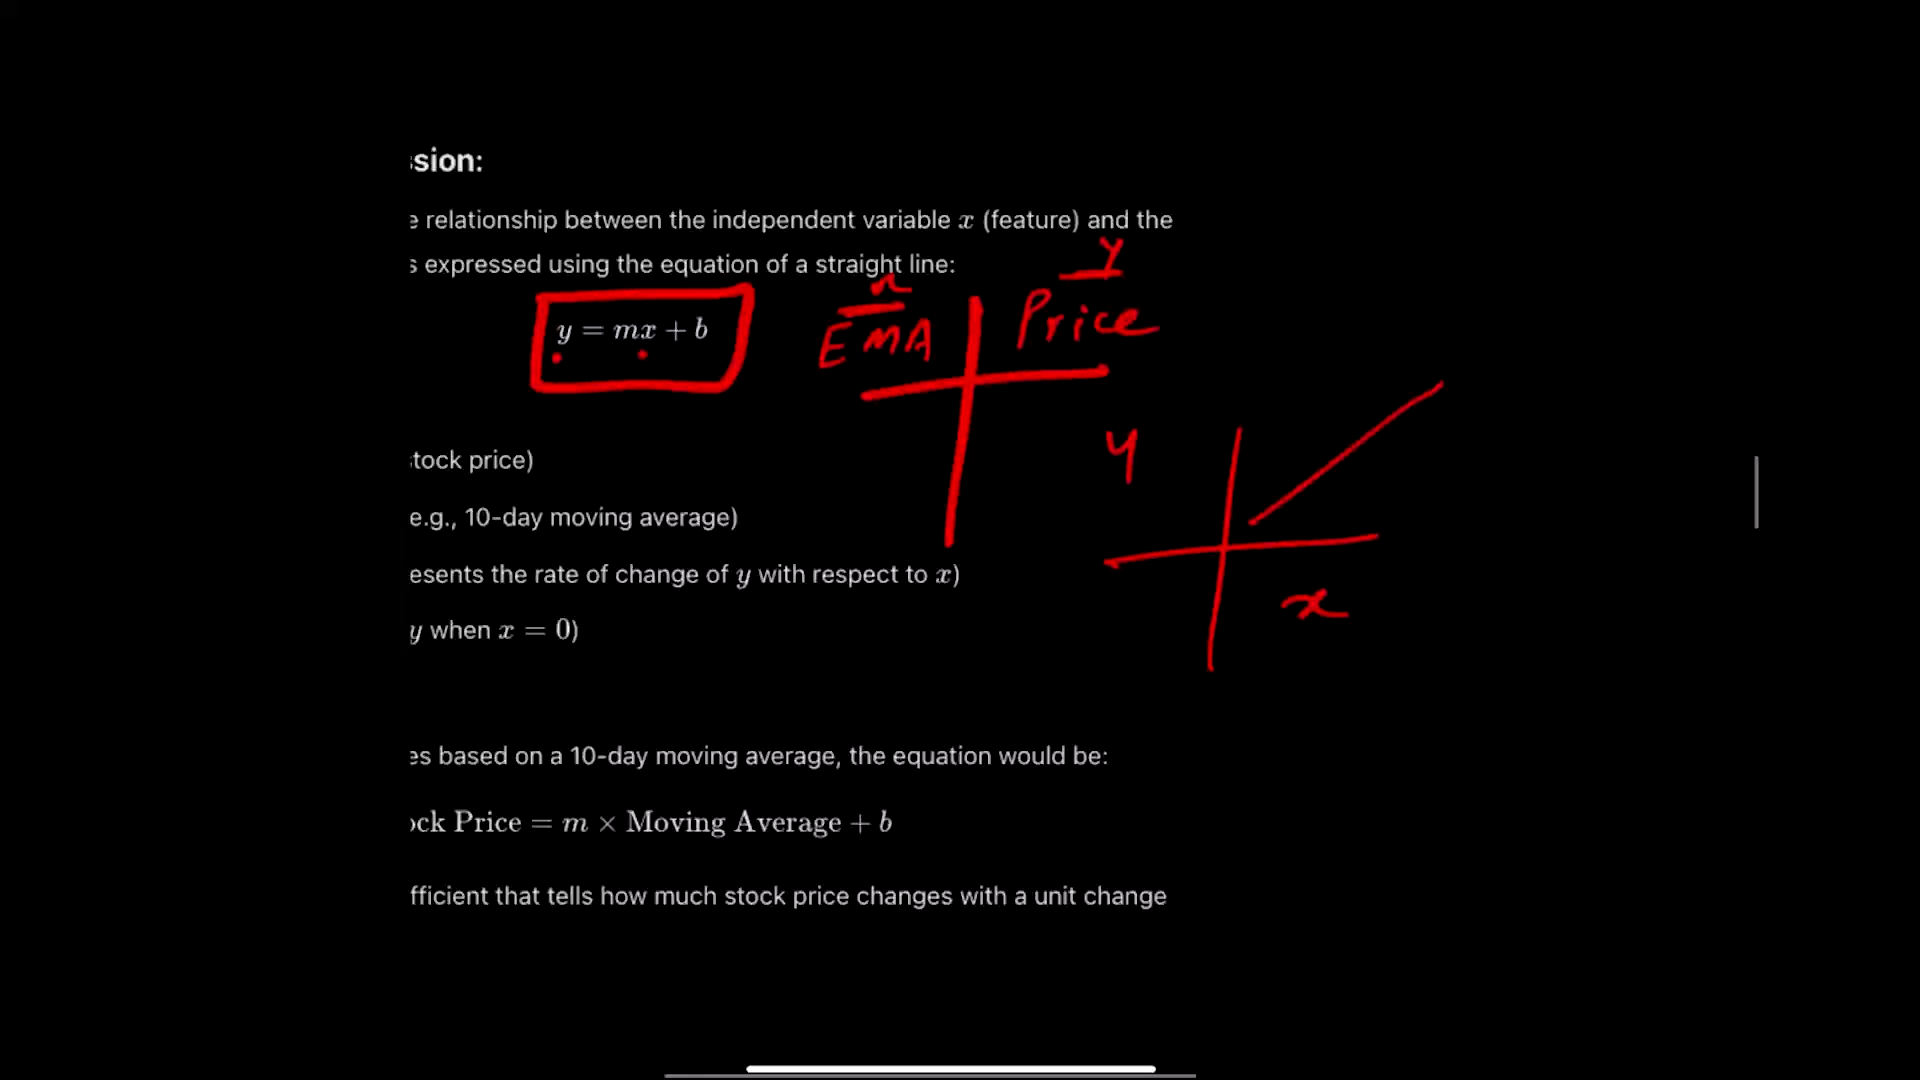 sion:
e relationship between the independent variable x (feature) and the
s expressed using the equation of a straight line:
y = mx + b
x
y
EMA
Price
y
x
tock price)
e.g., 10-day moving average)
esents the rate of change of y with respect to x)
y when x = 0)
es based on a 10-day moving average, the equation would be:
ock Price = m × Moving Average + b
fficient that tells how much stock price changes with a unit change